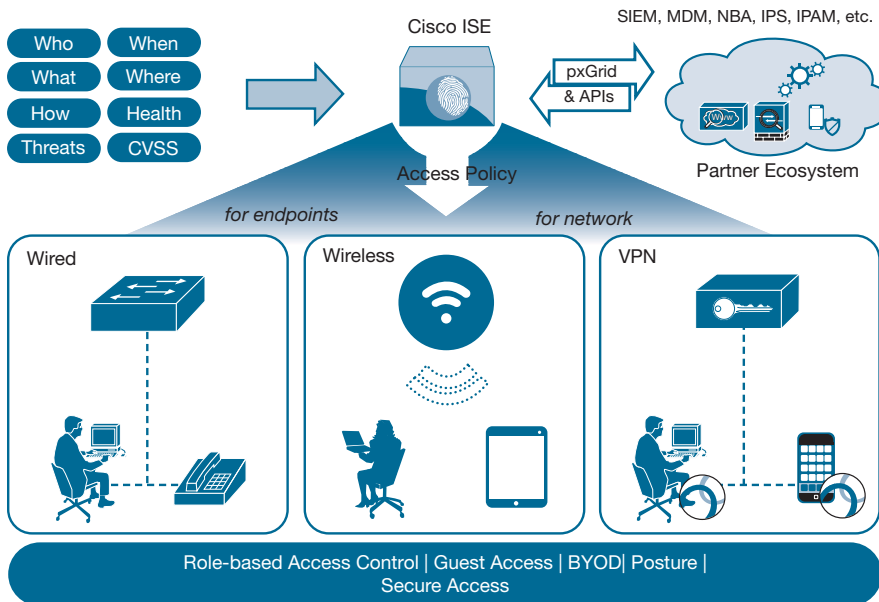 Who
When
What
Where
How
Health
Threats
CVSS
Cisco ISE
pxGrid
& APIs
SIEM, MDM, NBA, IPS, IPAM, etc.
Www
Partner Ecosystem
Access Policy
for endpoints
for network
Wired
Wireless
VPN
Role-based Access Control | Guest Access | BYOD| Posture |
Secure Access